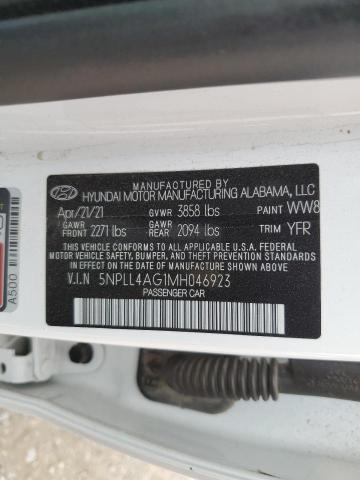 MANUFACTURED BY
HYUNDAI MOTOR MANUFACTURING ALABAMA, LLC
Apr/21/21 GVWR 3858 lbs PAINT WW8
GAWR FRONT 2271 lbs GAWR REAR 2094 lbs TRIM YFR
THIS VEHICLE CONFORMS TO ALL APPLICABLE U.S.A. FEDERAL
MOTOR VEHICLE SAFETY, BUMPER, AND THEFT PREVENTION STANDARDS
IN EFFECT ON THE DATE OF MANUFACTURE SHOWN ABOVE.
V.I.N 5NPLL4AG1MH046923
PASSENGER CAR
A500